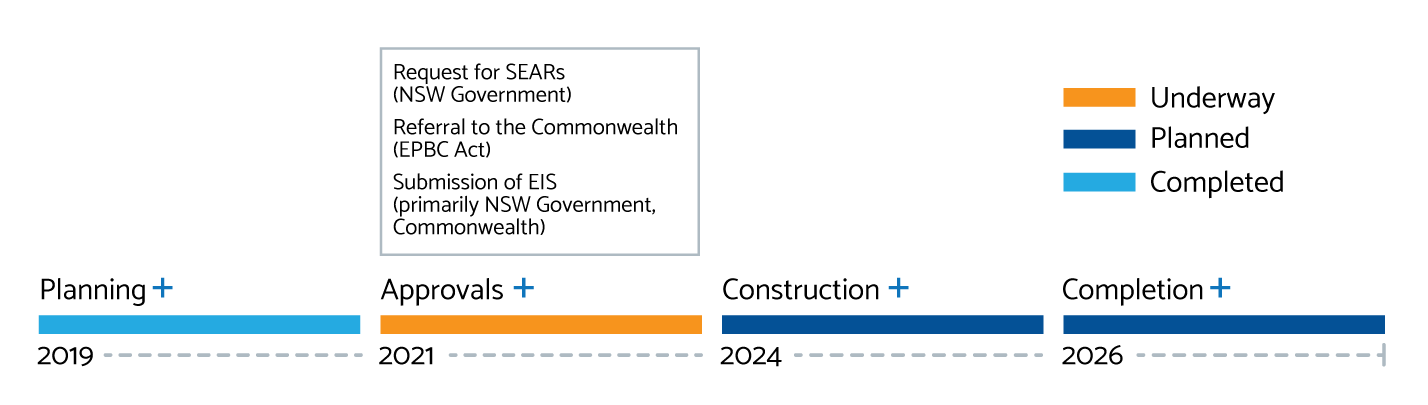 Request for SEARs
(NSW Government)
Referral to the Commonwealth
(EPBC Act)
Submission of EIS
(primarily NSW Government,
Commonwealth)
Underway
Planned
Completed
Planning +
Approvals +
Construction +
Completion +
2019
2021
2024
2026